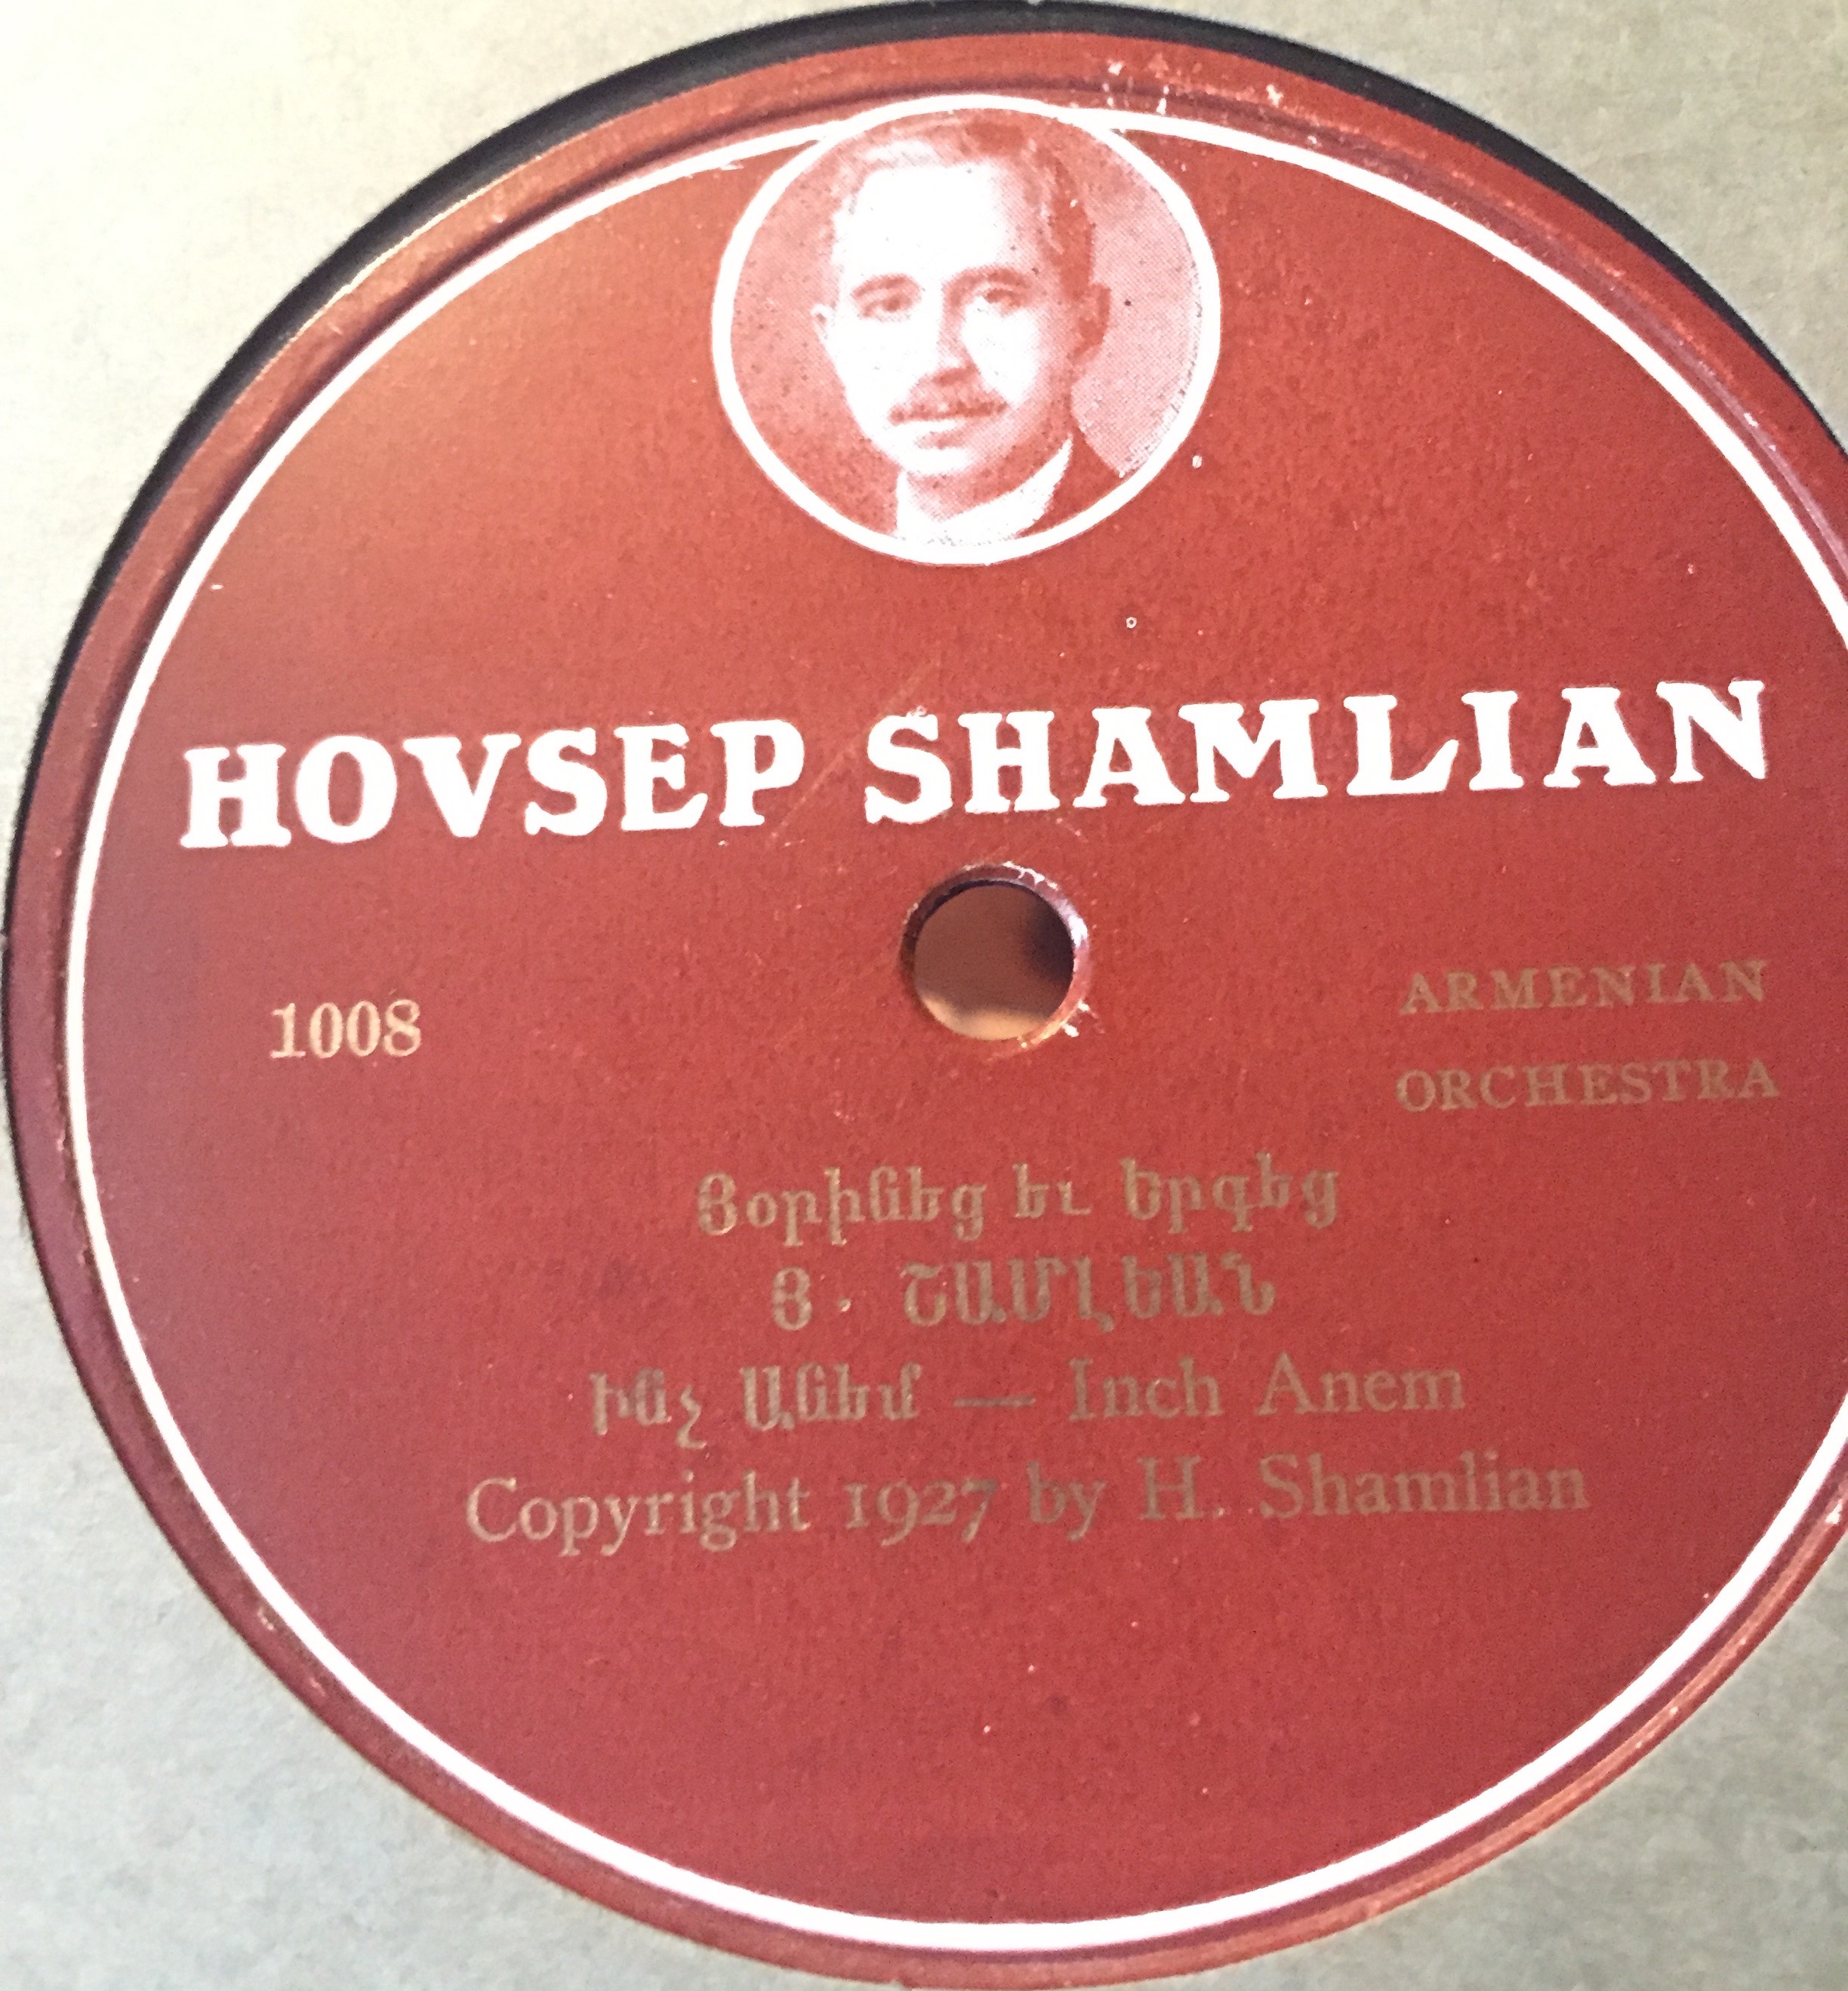 HOVSEP SHAMLIAN
1008
ARMENIAN
ORCHESTRA
Յօրինեց եւ Երգեց
Յ. ՇԱՄԼԵԱՆ
Ինչ Անեմ — Inch Anem
Copyright 1927 by H. Shamlian